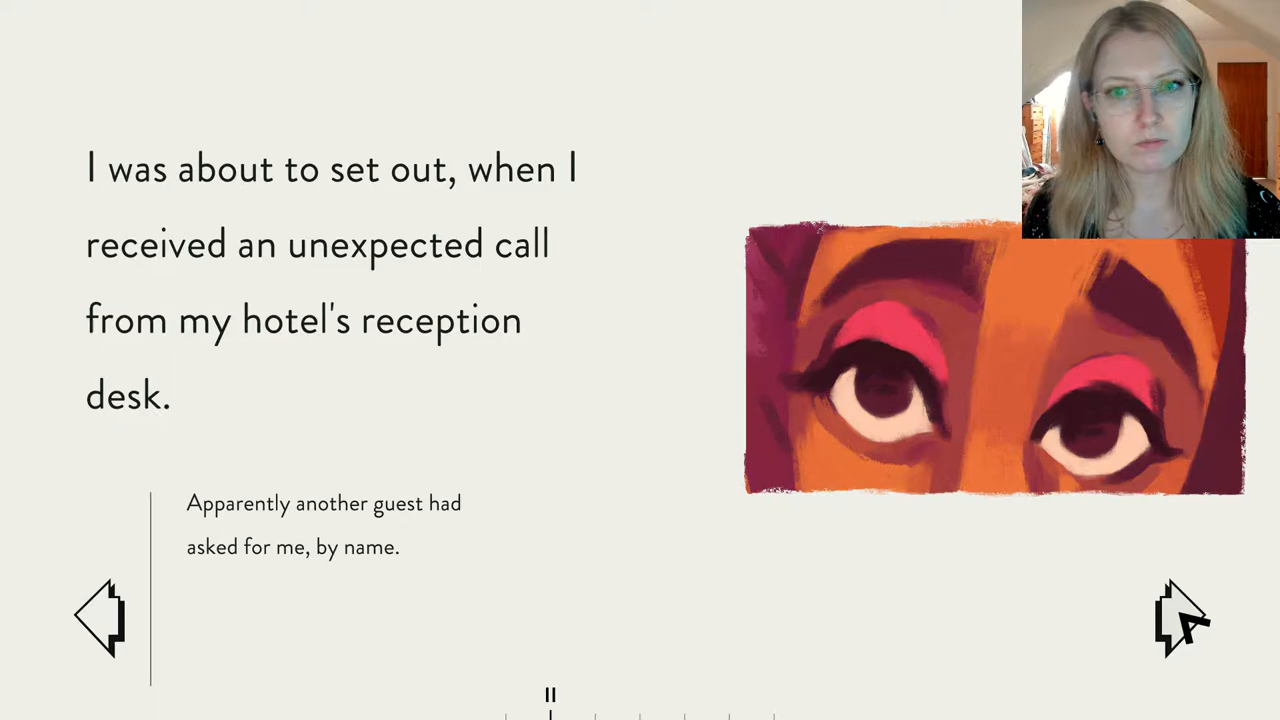 I was about to set out, when I
received an unexpected call
from my hotel's reception
desk.
Apparently another guest had
asked for me, by name.
II